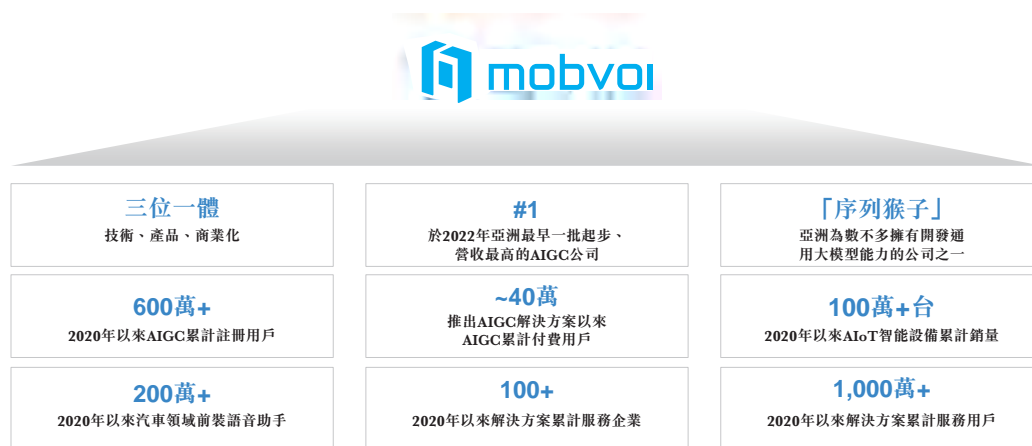 mobvoi
三位一體
技術、產品、商業化
#1
於2022年亞洲最早一批起步、
營收最高的AIGC公司
「序列猴子」
亞洲為數不多擁有開發通
用大模型能力的公司之一
600萬+
2020年以來AIGC累計註冊用戶
~40萬
推出AIGC解決方案以來
AIGC累計付費用戶
100萬+台
2020年以來AIoT智能設備累計銷量
200萬+
2020年以來汽車領域前裝語音助手
100+
2020年以來解決方案累計服務企業
1,000萬+
2020年以來解決方案累計服務用戶